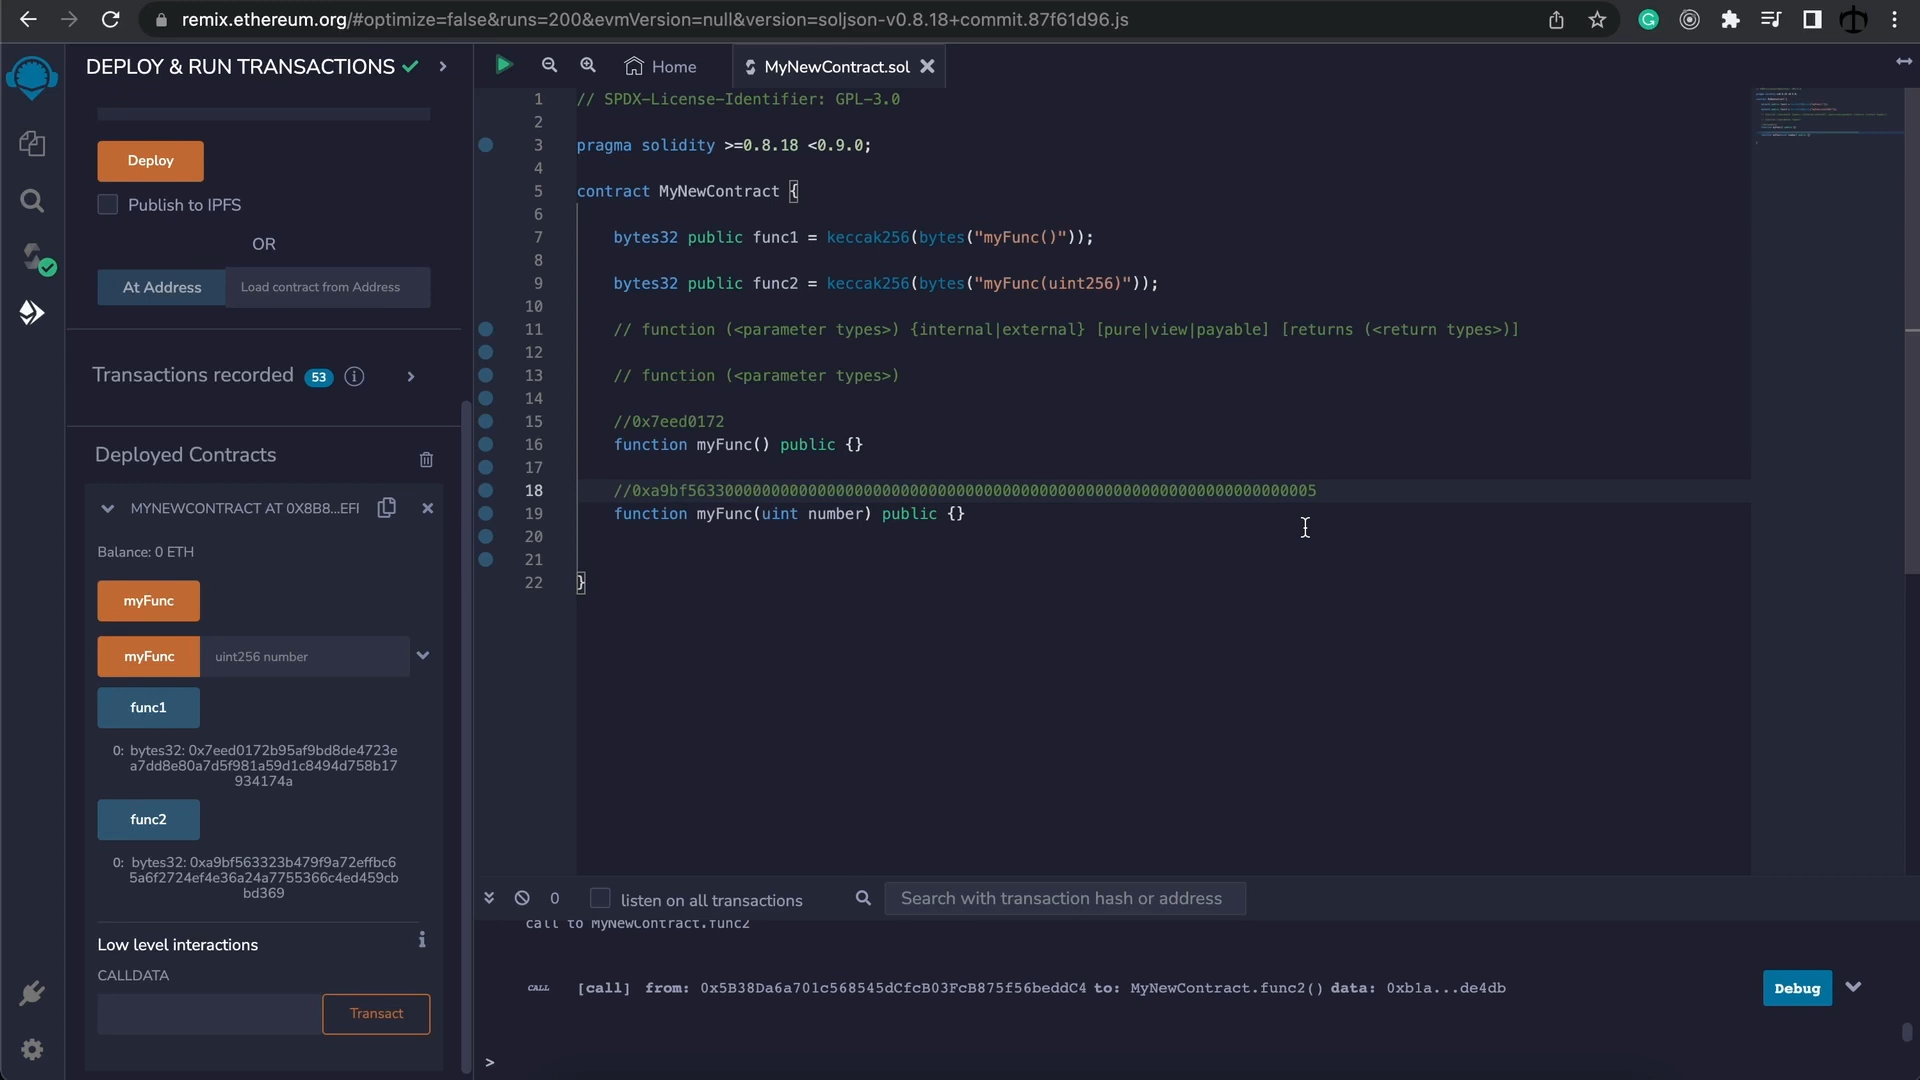 remix.ethereum.org/#optimize=false&runs=200&evmVersion=null&version=soljson-v0.8.18+commit.87f61d96.js
DEPLOY & RUN TRANSACTIONS
Deploy
Publish to IPFS
OR
At Address
Load contract from Address
Transactions recorded 53
Deployed Contracts
MYNEWCONTRACT AT 0X8B8...EFI
Balance: 0 ETH
myFunc
myFunc
uint256 number
func1
0: bytes32: 0x7eed0172b95af9bd8de4723e
a7dd8e80a7d5f981a59d1c8494d758b17
934174a
func2
0: bytes32: 0xa9bf563323b479f9a72effbc6
5a6f2724ef4e36a24a7755366c4ed459cb
bd369
Low level interactions
CALLDATA
Transact
Home
MyNewContract.sol
1 // SPDX-License-Identifier: GPL-3.0
2
3 pragma solidity >=0.8.18 <0.9.0;
4
5 contract MyNewContract {
6
7 bytes32 public func1 = keccak256(bytes("myFunc()"));
8
9 bytes32 public func2 = keccak256(bytes("myFunc(uint256)"));
10
11 // function (<parameter types>) {internal|external} [pure|view|payable] [returns (<return types>)]
12
13 // function (<parameter types>)
14
15 //0x7eed0172
16 function myFunc() public {}
17
18 //0xa9bf56330000000000000000000000000000000000000000000000000000000000000005
19 function myFunc(uint number) public {}
20
21
22 }
0
listen on all transactions
Search with transaction hash or address
call to MyNewContract.func2
CALL [call] from: 0x5B38Da6a701c568545dCfcB03FcB875f56beddC4 to: MyNewContract.func2() data: 0xb1a...de4db
Debug
>